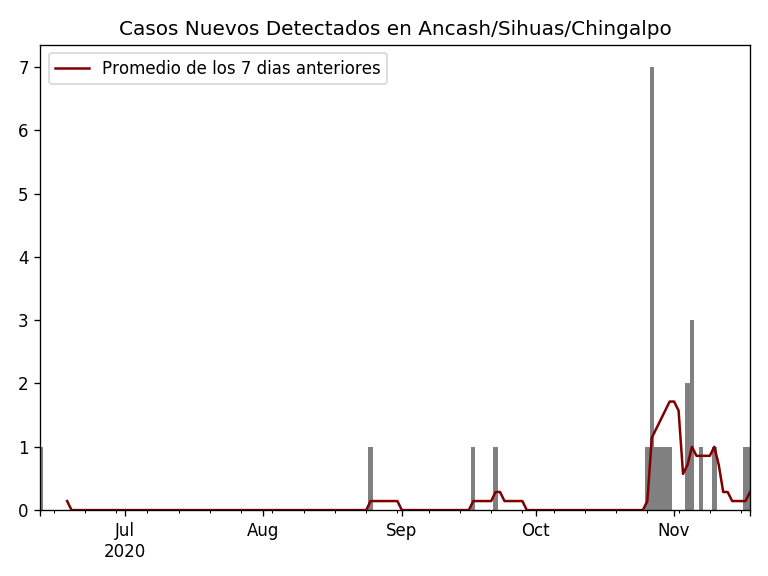 Casos Nuevos Detectados en Ancash/Sihuas/Chingalpo
Promedio de los 7 dias anteriores
7
6
5
4
3
2
1
0
Jul
2020
Aug
Sep
Oct
Nov